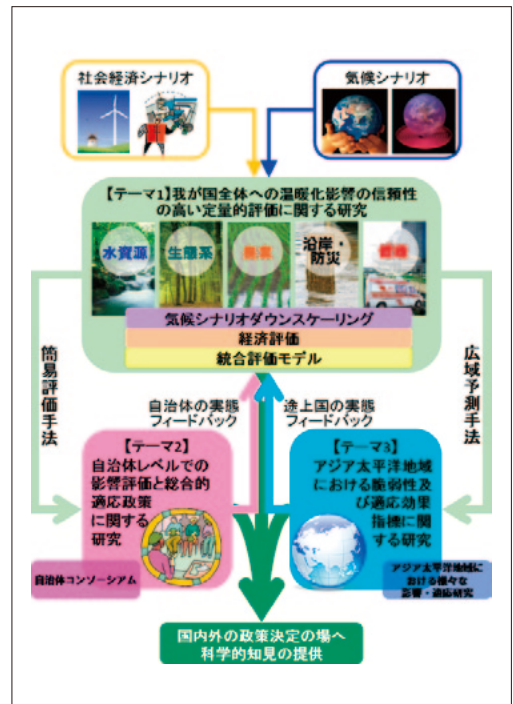 社会経済シナリオ
気候シナリオ
【テーマ1】我が国全体への温暖化影響の信頼性
の高い定量的評価に関する研究
水資源
生態系
沿岸・
防災
気候シナリオダウンスケーリング
経済評価
統合評価モデル
簡易評価手法
広域予測手法
自治体の実態
フィードバック
途上国の実態
フィードバック
【テーマ2】
自治体レベルでの
影響評価と総合的
適応政策
に関する
研究
自治体コンソーシアム
【テーマ3】
アジア太平洋地域
における脆弱性及
び適応効果
指標に関
する研究
アジア太平洋地域に
おける様々な
影響・適応研究
国内外の政策決定の場へ
科学的知見の提供